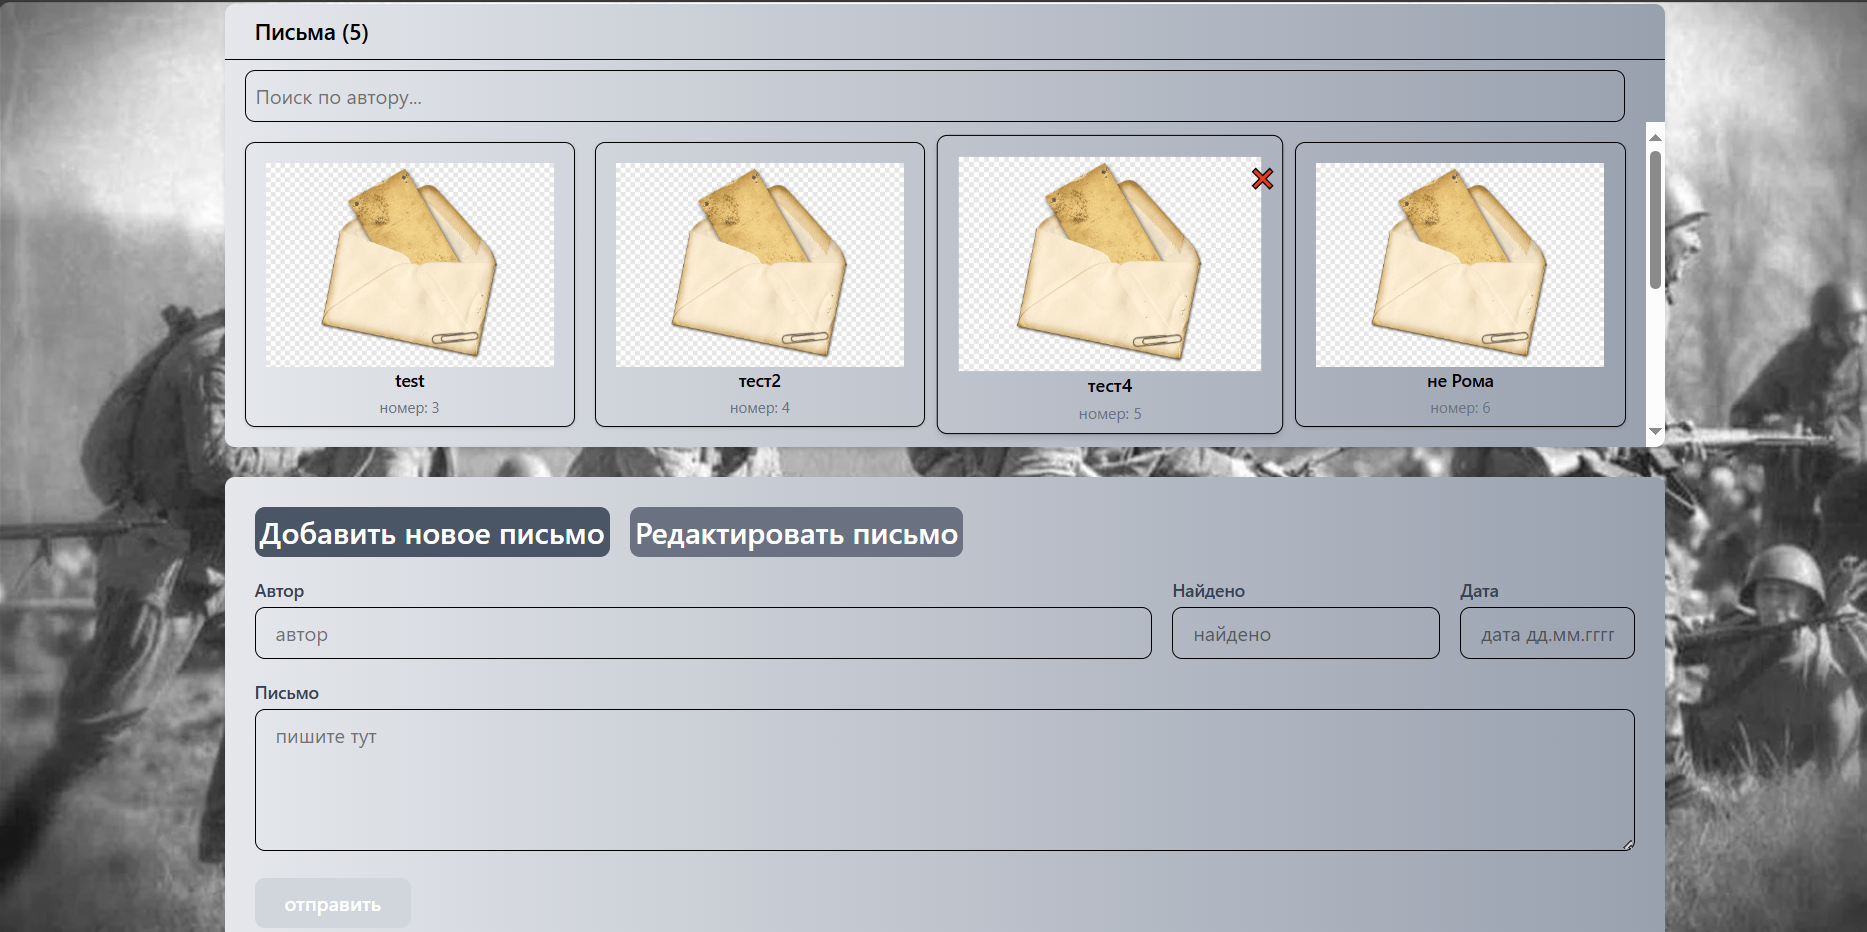 Письма (5)
Поиск по автору...
test
номер: 3
тест2
номер: 4
тест4
номер: 5
не Рома
номер: 6
Добавить новое письмо
Редактировать письмо
Автор
Найдено
Дата
автор
найдено
дата дд.мм.гггг
Письмо
пишите тут
отправить